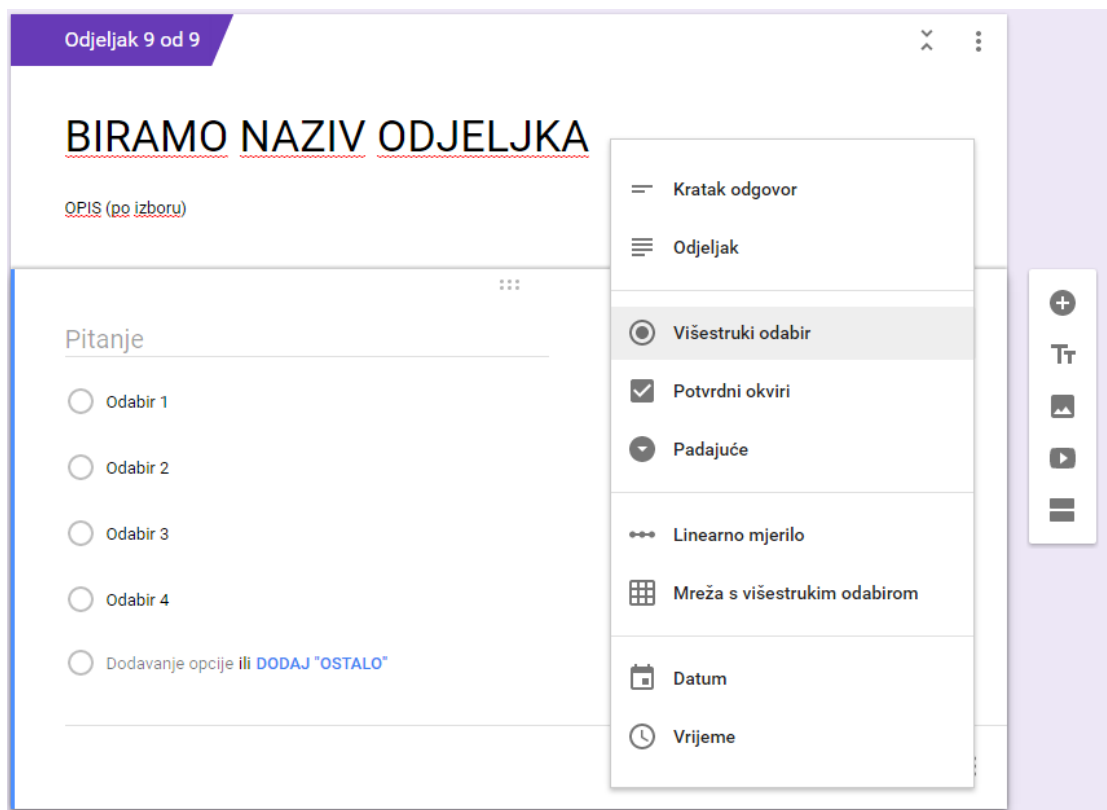 Odjeljak 9 od 9
BIRAMO NAZIV ODJELJKA
OPIS (po izboru)
Pitanje
Odabir 1
Odabir 2
Odabir 3
Odabir 4
Dodavanje opcije ili DODAJ "OSTALO"
Kratak odgovor
Odjeljak
Višestruki odabir
Potvrdni okviri
Padajuće
Linearno mjerilo
Mreža s višestrukim odabirom
Datum
Vrijeme
Tт